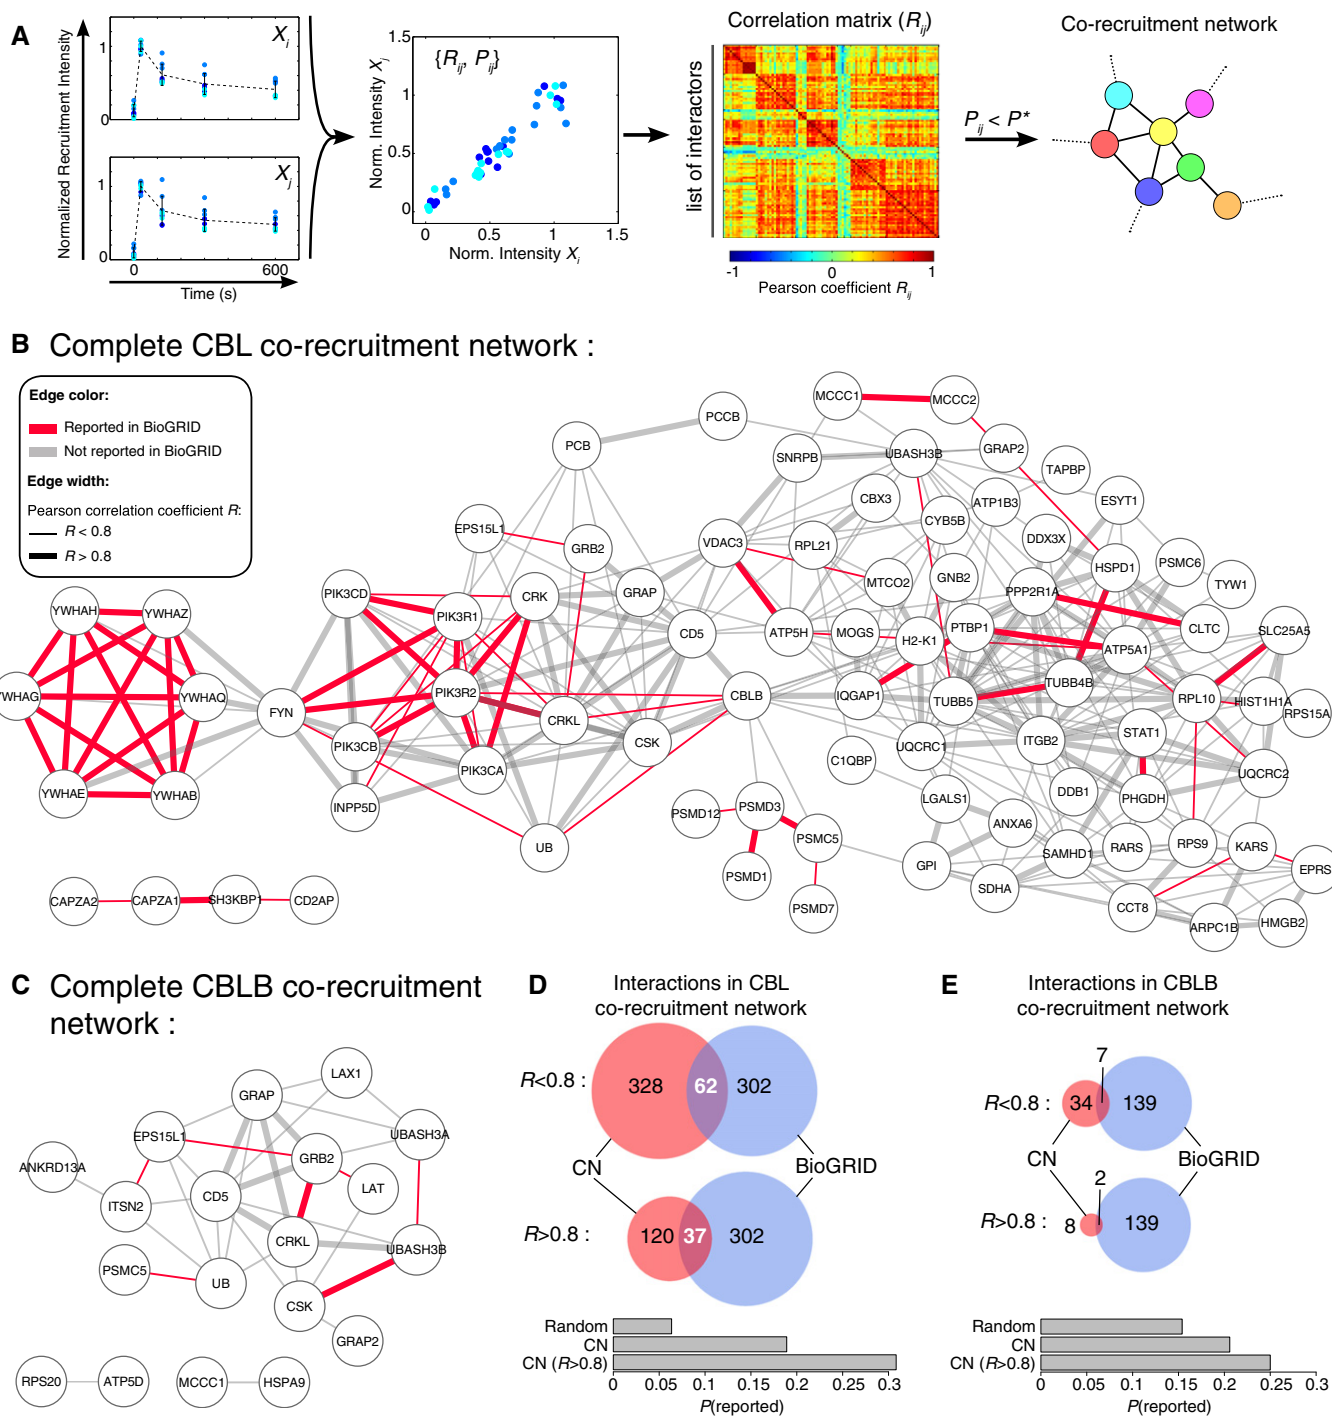 A
Normalized Recruitment Intensity
1
0
Xi
1
0
Xj
0
600
Time (s)
1.5
1
0.5
0
Norm. Intensity Xj
{Rij, Pij}
0
0.5
1
1.5
Norm. Intensity Xi
Correlation matrix (Rij)
list of interactors
-1
0
1
Pearson coefficient Rij
Pij < P*
Co-recruitment network
B Complete CBL co-recruitment network :
Edge color:
Reported in BioGRID
Not reported in BioGRID
Edge width:
Pearson correlation coefficient R:
R < 0.8
R > 0.8
MCCC1
MCCC2
PCCB
PCB
SNRPB
UBASH3B
GRAP2
TAPBP
CBX3
ATP1B3
ESYT1
CYB5B
EPS15L1
GRB2
VDAC3
RPL21
DDX3X
HSPD1
PSMC6
TYW1
MTCO2
GNB2
PPP2R1A
YWHAH
YWHAZ
PIK3CD
PIK3R1
CRK
GRAP
CD5
ATP5H
MOGS
H2-K1
PTBP1
ATP5A1
CLTC
SLC25A5
YWHAG
YWHAQ
FYN
PIK3R2
CRKL
CBLB
IQGAP1
TUBB5
TUBB4B
RPL10
HIST1H1A
RPS15A
PIK3CB
CSK
UQCRC1
ITGB2
STAT1
C1QBP
PIK3CA
UQCRC2
YWHAE
YWHAB
INPP5D
PSMD12
PSMD3
LGALS1
DDB1
PHGDH
UB
PSMC5
ANXA6
PSMD1
GPI
SAMHD1
RARS
RPS9
KARS
EPRS
SDHA
CAPZA2
CAPZA1
SH3KBP1
CD2AP
PSMD7
CCT8
ARPC1B
HMGB2
C Complete CBLB co-recruitment
network :
LAX1
GRAP
EPS15L1
UBASH3A
ANKRD13A
GRB2
LAT
ITSN2
CD5
CRKL
UBASH3B
PSMC5
UB
CSK
GRAP2
RPS20
ATP5D
MCCC1
HSPA9
D
Interactions in CBL
co-recruitment network
R<0.8 :
328
62
302
CN
BioGRID
R>0.8 :
120
37
302
Random
CN
CN (R>0.8)
0
0.05
0.1
0.15
0.2
0.25
0.3
P(reported)
E
Interactions in CBLB
co-recruitment network
7
R<0.8 :
34
139
CN
BioGRID
2
R>0.8 :
8
139
Random
CN
CN (R>0.8)
0
0.05
0.1
0.15
0.2
0.25
0.3
P(reported)